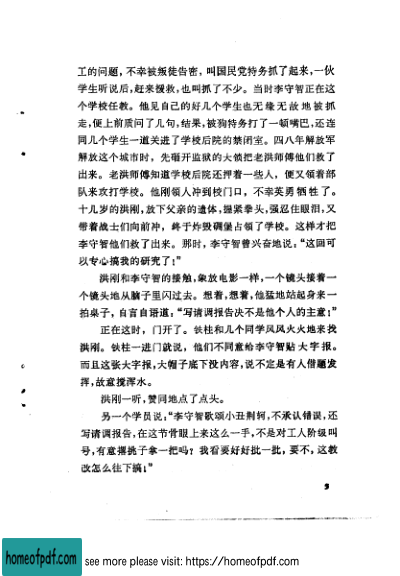 工的问题，不幸被叛徒告密，叫国民党特务抓了起来，一伙
学生听说后，赶来援救，也叫抓了不少。当时李守智正在这
个学校任教。他见自己的好几个学生也无缘无故地被抓
走，便上前质问了几句，结果，被狗特务打了一顿嘴巴，还连
同几个学生一道关进了学校后院的禁闭室。四八年解放军
解放这个城市时，先砸开监狱的大锁把老洪师傅他们救了
出来。老洪师傅知道学校后院还押着一些人，便又领着部
队来攻打学校。他刚领人冲到校门口，不幸英勇牺牲了。
十几岁的洪刚，放下父亲的遗体，握紧拳头，强忍住眼泪，又
带着战士们向前冲，终于炸毁碉堡占领了学校。这样才把
李守智他们救了出来。那时，李守智曾兴奋地说：“这回可
以专心搞我的研究了！”
洪刚和李守智的接触，象放电影一样，一个镜头接着一
个镜头地从脑子里闪过去。想着，想着，他猛地站起身来一
拍桌子，自言自语道：“写请调报告决不是他个人的主意！”
正在这时，门开了。铁柱和几个同学风风火火地来找
洪刚。铁柱一进门就说，他们不同意给李守智贴大字报。
而且这张大字报，大帽子底下没内容，说不定是有人借题发
挥，故意搅浑水。
洪刚一听，赞同地点了点头。
另一个学员说：“李守智歌颂小丑荆轲，不承认错误，还
写请调报告，在这节骨眼上来这么一手，不是对工人阶级叫
号，有意摆挑子拿一把吗？我看要好好批一批，要不，这教
改怎么往下搞！”
9
homeofpdf.com
see more please visit: https://homeofpdf.com